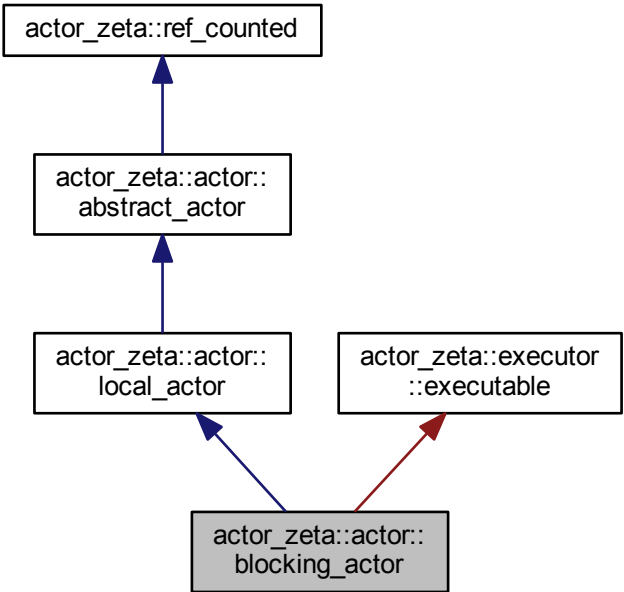 actor_zeta::ref_counted
actor_zeta::actor::
abstract_actor
actor_zeta::actor::
local_actor
actor_zeta::executor
::executable
actor_zeta::actor::
blocking_actor